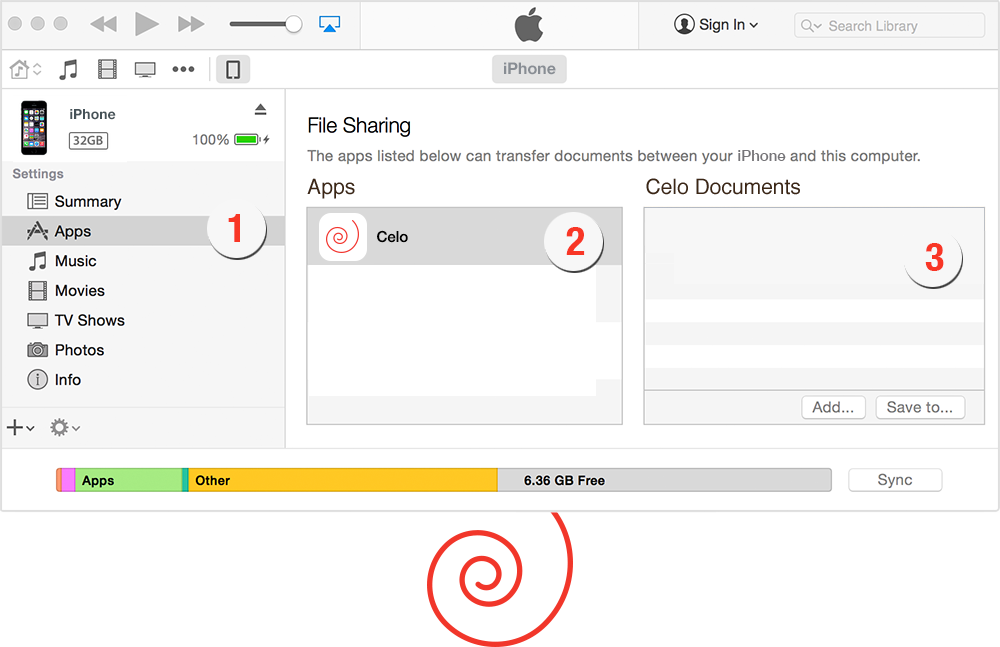 Sign In
Search Library
iPhone
iPhone
32GB
100%
Settings
Summary
Apps
1
Music
Movies
TV Shows
Photos
Info
File Sharing
The apps listed below can transfer documents between your iPhone and this computer.
Apps
Celo
2
Celo Documents
3
Add...
Save to...
Apps
Other
6.36 GB Free
Sync